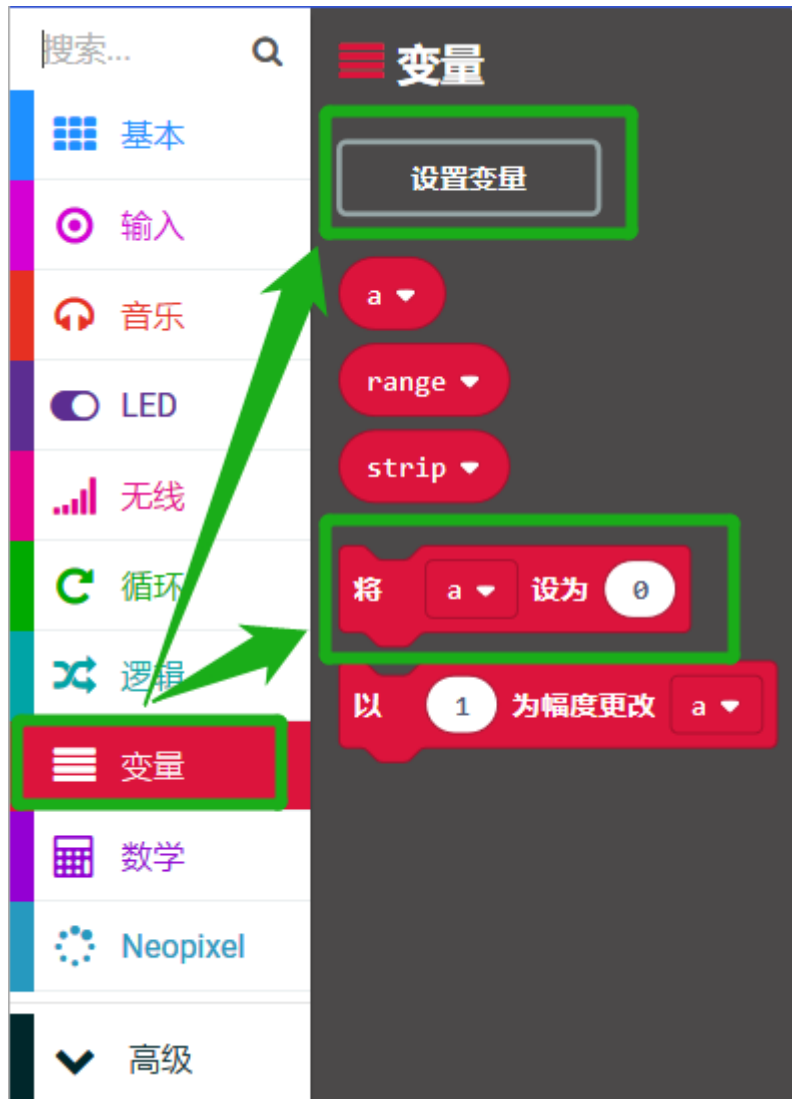 搜索...
基本
输入
音乐
LED
无线
循环
逻辑
变量
数学
Neopixel
高级
变量
设置变量
a
range
strip
将 a 设为 0
以 1 为幅度更改 a